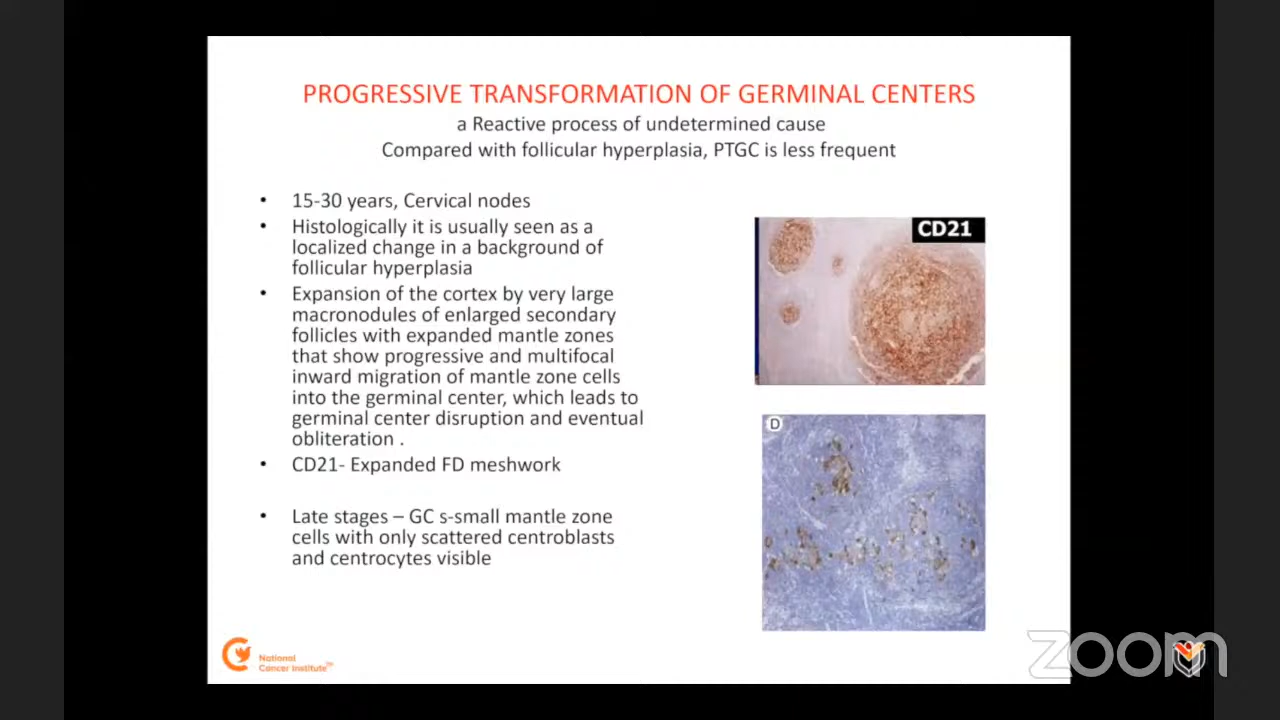 PROGRESSIVE TRANSFORMATION OF GERMINAL CENTERS
a Reactive process of undetermined cause
Compared with follicular hyperplasia, PTGC is less frequent
• 15-30 years, Cervical nodes
• Histologically it is usually seen as a
localized change in a background of
follicular hyperplasia
• Expansion of the cortex by very large
macronodules of enlarged secondary
follicles with expanded mantle zones
that show progressive and multifocal
inward migration of mantle zone cells
into the germinal center, which leads to
germinal center disruption and eventual
obliteration .
• CD21- Expanded FD meshwork
• Late stages – GC s-small mantle zone
cells with only scattered centroblasts
and centrocytes visible
CD21
D
National
Cancer Institute™
zoom